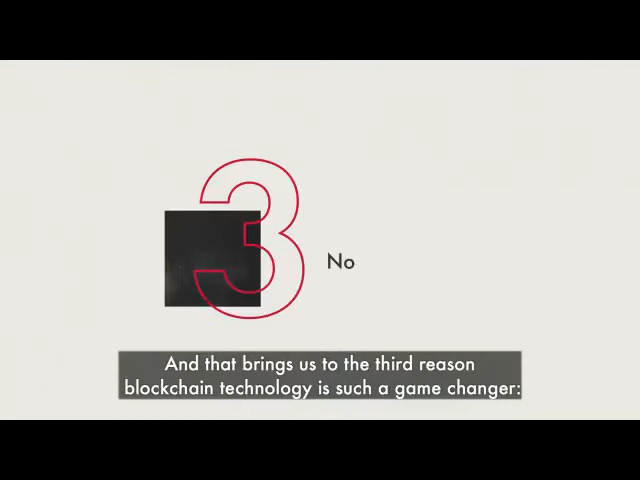 3
No
And that brings us to the third reason
blockchain technology is such a game changer: